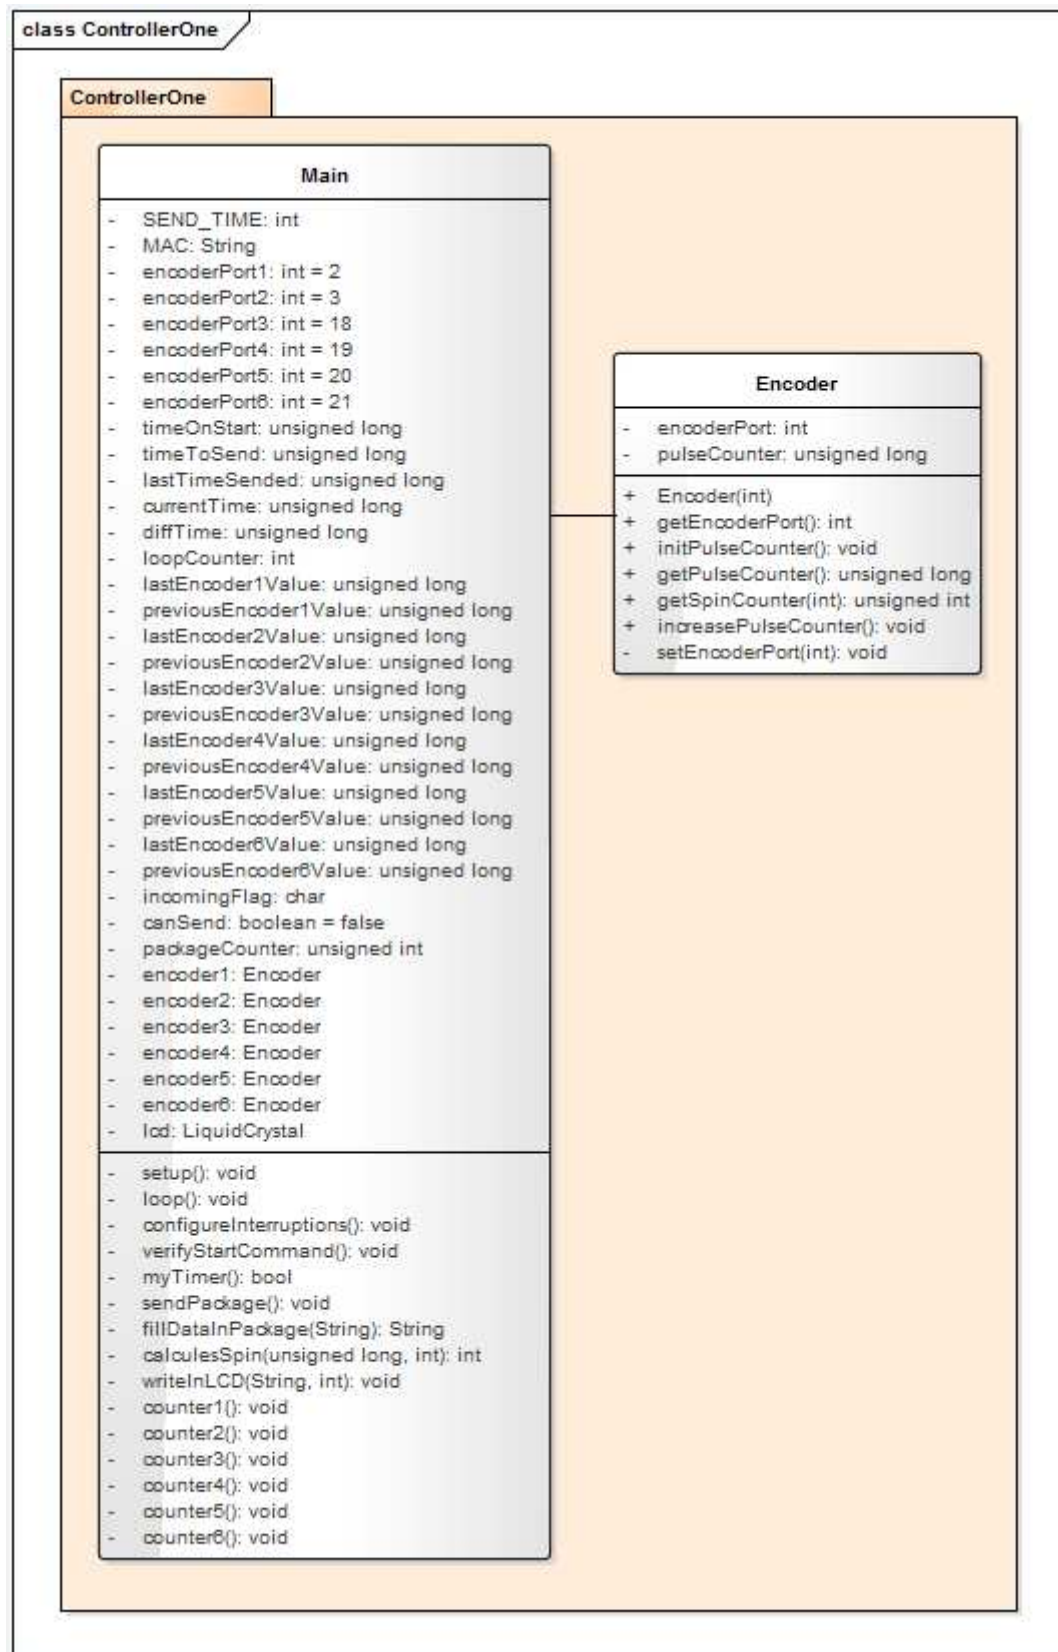 class ControllerOne
ControllerOne
Main
- SEND_TIME: int
- MAC: String
- encoderPort1: int = 2
- encoderPort2: int = 3
- encoderPort3: int = 18
- encoderPort4: int = 19
- encoderPort5: int = 20
- encoderPort6: int = 21
- timeOnStart: unsigned long
- timeToSend: unsigned long
- lastTimeSended: unsigned long
- currentTime: unsigned long
- diffTime: unsigned long
- loopCounter: int
- lastEncoder1Value: unsigned long
- previousEncoder1Value: unsigned long
- lastEncoder2Value: unsigned long
- previousEncoder2Value: unsigned long
- lastEncoder3Value: unsigned long
- previousEncoder3Value: unsigned long
- lastEncoder4Value: unsigned long
- previousEncoder4Value: unsigned long
- lastEncoder5Value: unsigned long
- previousEncoder5Value: unsigned long
- lastEncoder6Value: unsigned long
- previousEncoder6Value: unsigned long
- incomingFlag: char
- canSend: boolean = false
- packageCounter: unsigned int
- encoder1: Encoder
- encoder2: Encoder
- encoder3: Encoder
- encoder4: Encoder
- encoder5: Encoder
- encoder6: Encoder
- lcd: LiquidCrystal
- setup(): void
- loop(): void
- configureInterruptions(): void
- verifyStartCommand(): void
- myTimer(): bool
- sendPackage(): void
- fillDataInPackage(String): String
- calculesSpin(unsigned long, int): int
- writeInLCD(String, int): void
- counter1(): void
- counter2(): void
- counter3(): void
- counter4(): void
- counter5(): void
- counter6(): void
Encoder
- encoderPort: int
- pulseCounter: unsigned long
+ Encoder(int)
+ getEncoderPort(): int
+ initPulseCounter(): void
+ getPulseCounter(): unsigned long
+ getSpinCounter(int): unsigned int
+ increasePulseCounter(): void
- setEncoderPort(int): void